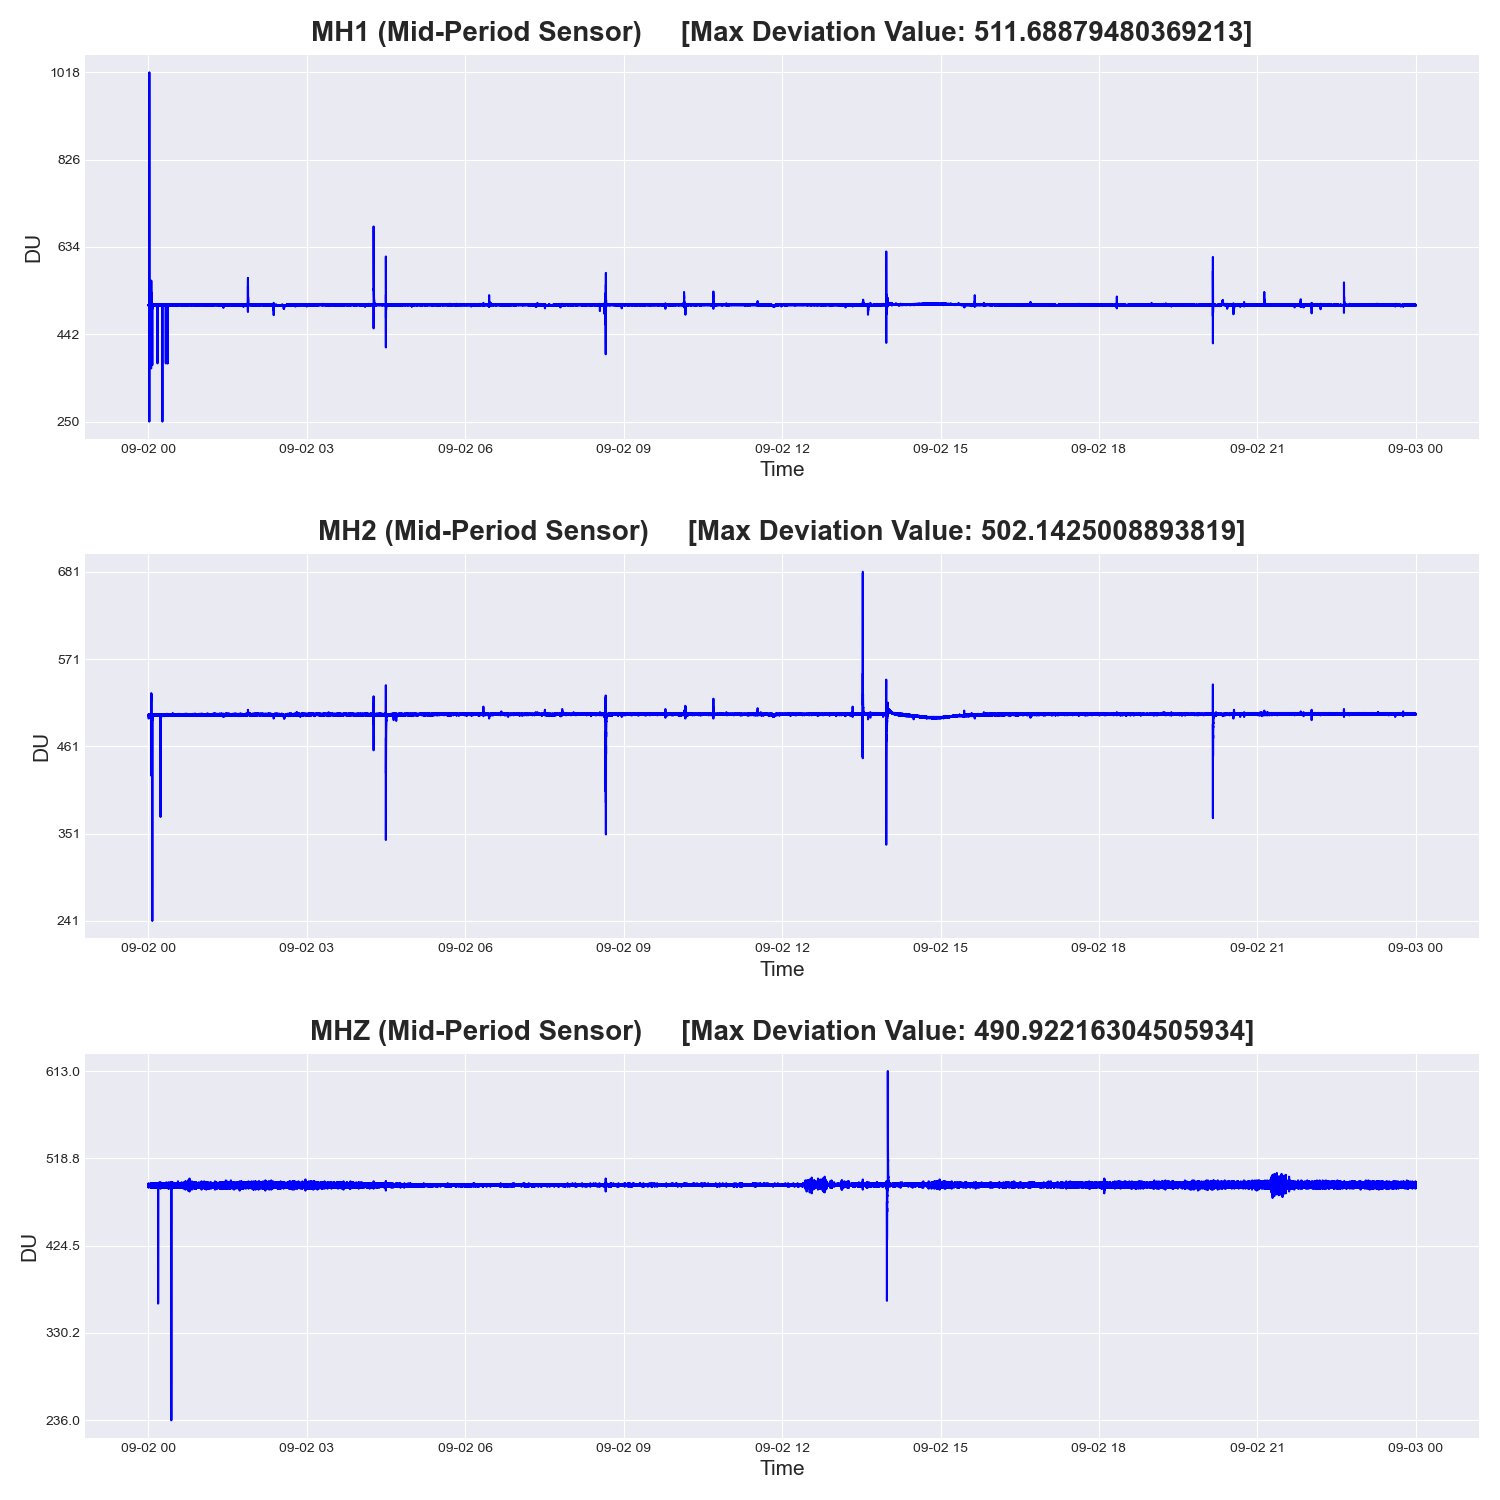 MH1 (Mid-Period Sensor) [Max Deviation Value: 511.68879480369213]
1018
826
634
442
250
DU
09-02 00 09-02 03 09-02 06 09-02 09 09-02 12 09-02 15 09-02 18 09-02 21 09-03 00
Time
MH2 (Mid-Period Sensor) [Max Deviation Value: 502.1425008893819]
681
571
461
351
241
DU
09-02 00 09-02 03 09-02 06 09-02 09 09-02 12 09-02 15 09-02 18 09-02 21 09-03 00
Time
MHZ (Mid-Period Sensor) [Max Deviation Value: 490.92216304505934]
613.0
518.8
424.5
330.2
236.0
DU
09-02 00 09-02 03 09-02 06 09-02 09 09-02 12 09-02 15 09-02 18 09-02 21 09-03 00
Time